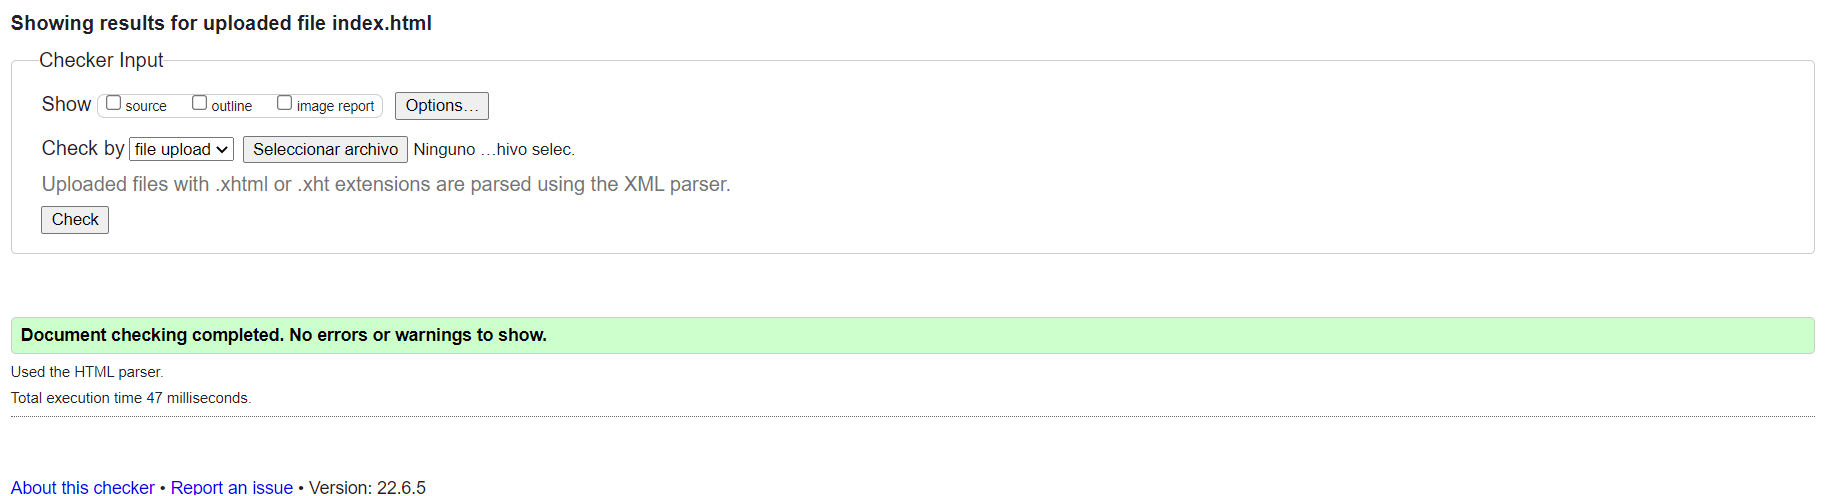 Showing results for uploaded file index.html
Checker Input
Show source outline image report Options…
Check by file upload Seleccionar archivo Ninguno …hivo selec.
Uploaded files with .xhtml or .xht extensions are parsed using the XML parser.
Check
Document checking completed. No errors or warnings to show.
Used the HTML parser.
Total execution time 47 milliseconds.
About this checker • Report an issue • Version: 22.6.5